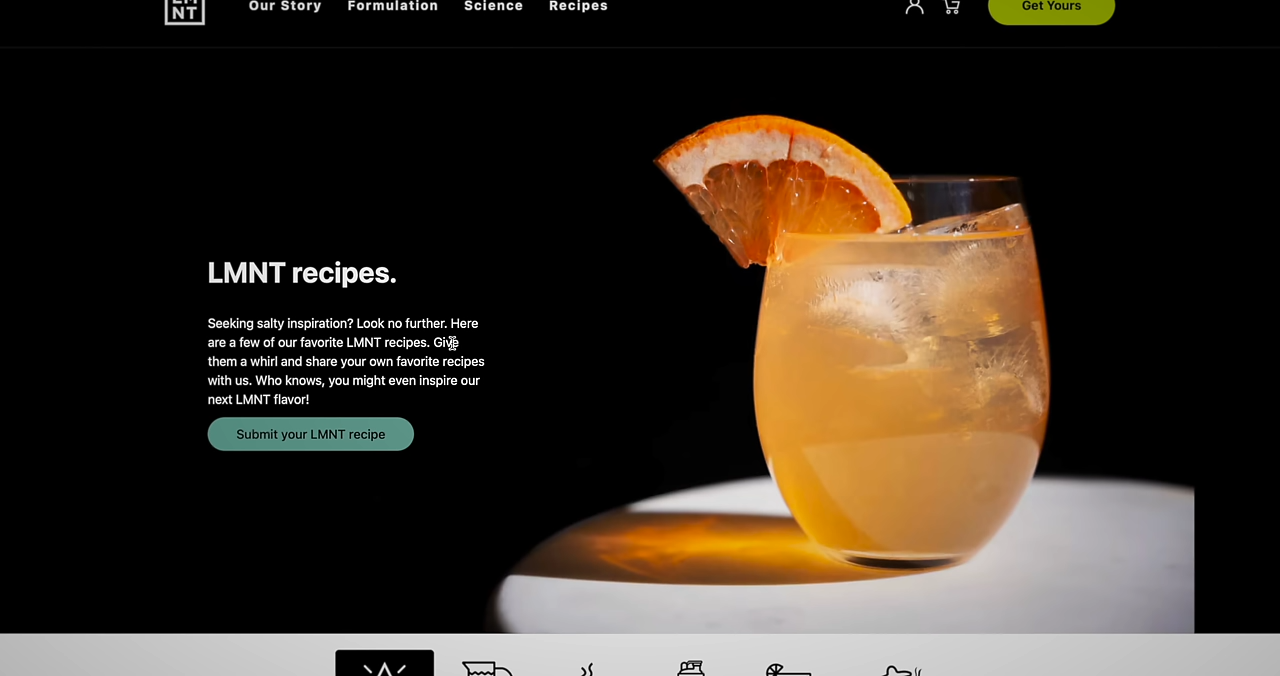 LM
NT
Our Story
Formulation
Science
Recipes
Get Yours
LMNT recipes.
Seeking salty inspiration? Look no further. Here
are a few of our favorite LMNT recipes. Give
them a whirl and share your own favorite recipes
with us. Who knows, you might even inspire our
next LMNT flavor!
Submit your LMNT recipe